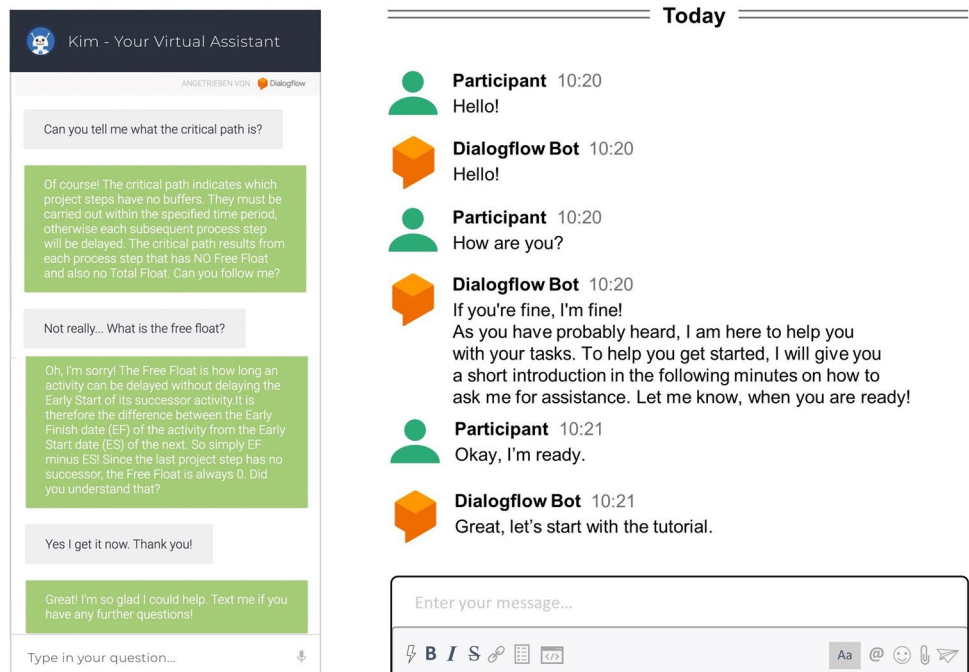 Kim - Your Virtual Assistant
ANGETRIEBEN VON Dialogflow
Can you tell me what the critical path is?
Of course! The critical path indicates which
project steps have no buffers. They must be
carried out within the specified time period,
otherwise each subsequent process step
will be delayed. The critical path results from
each process step that has NO Free Float
and also no Total Float. Can you follow me?
Not really... What is the free float?
Oh, I'm sorry! The Free Float is how long an
activity can be delayed without delaying the
Early Start of its successor activity.It is
therefore the difference between the Early
Finish date (EF) of the activity from the Early
Start date (ES) of the next. So simply EF
minus ES! Since the last project step has no
successor, the Free Float is always 0. Did
you understand that?
Yes I get it now. Thank you!
Great! I'm so glad I could help. Text me if you
have any further questions!
Type in your question...
Today
Participant 10:20
Hello!
Dialogflow Bot 10:20
Hello!
Participant 10:20
How are you?
Dialogflow Bot 10:20
If you're fine, I'm fine!
As you have probably heard, I am here to help you
with your tasks. To help you get started, I will give you
a short introduction in the following minutes on how to
ask me for assistance. Let me know, when you are ready!
Participant 10:21
Okay, I'm ready.
Dialogflow Bot 10:21
Great, let's start with the tutorial.
Enter your message...
B I S </> Aa @